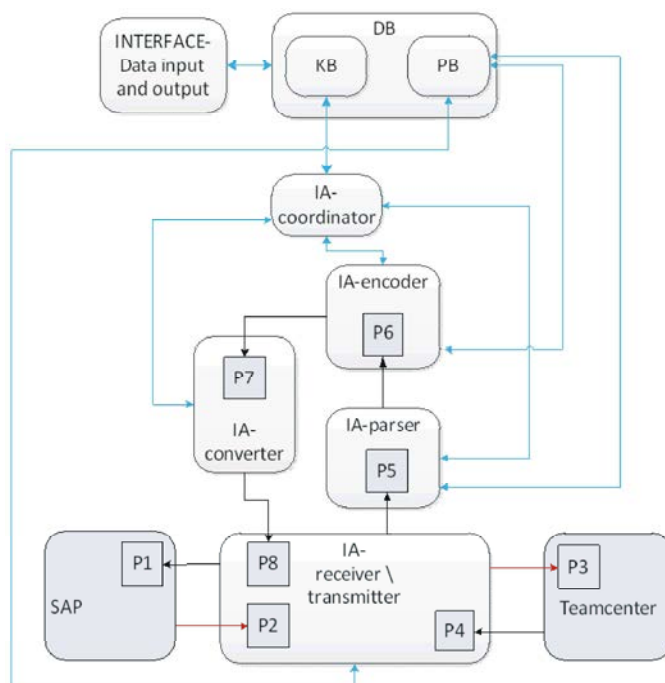 DB
INTERFACE-
Data input
and output
KB
PB
IA-
coordinator
IA-encoder
P6
P7
IA-
converter
IA-parser
P5
P1
SAP
P8
IA-
receiver \
transmitter
P2
P4
P3
Teamcenter